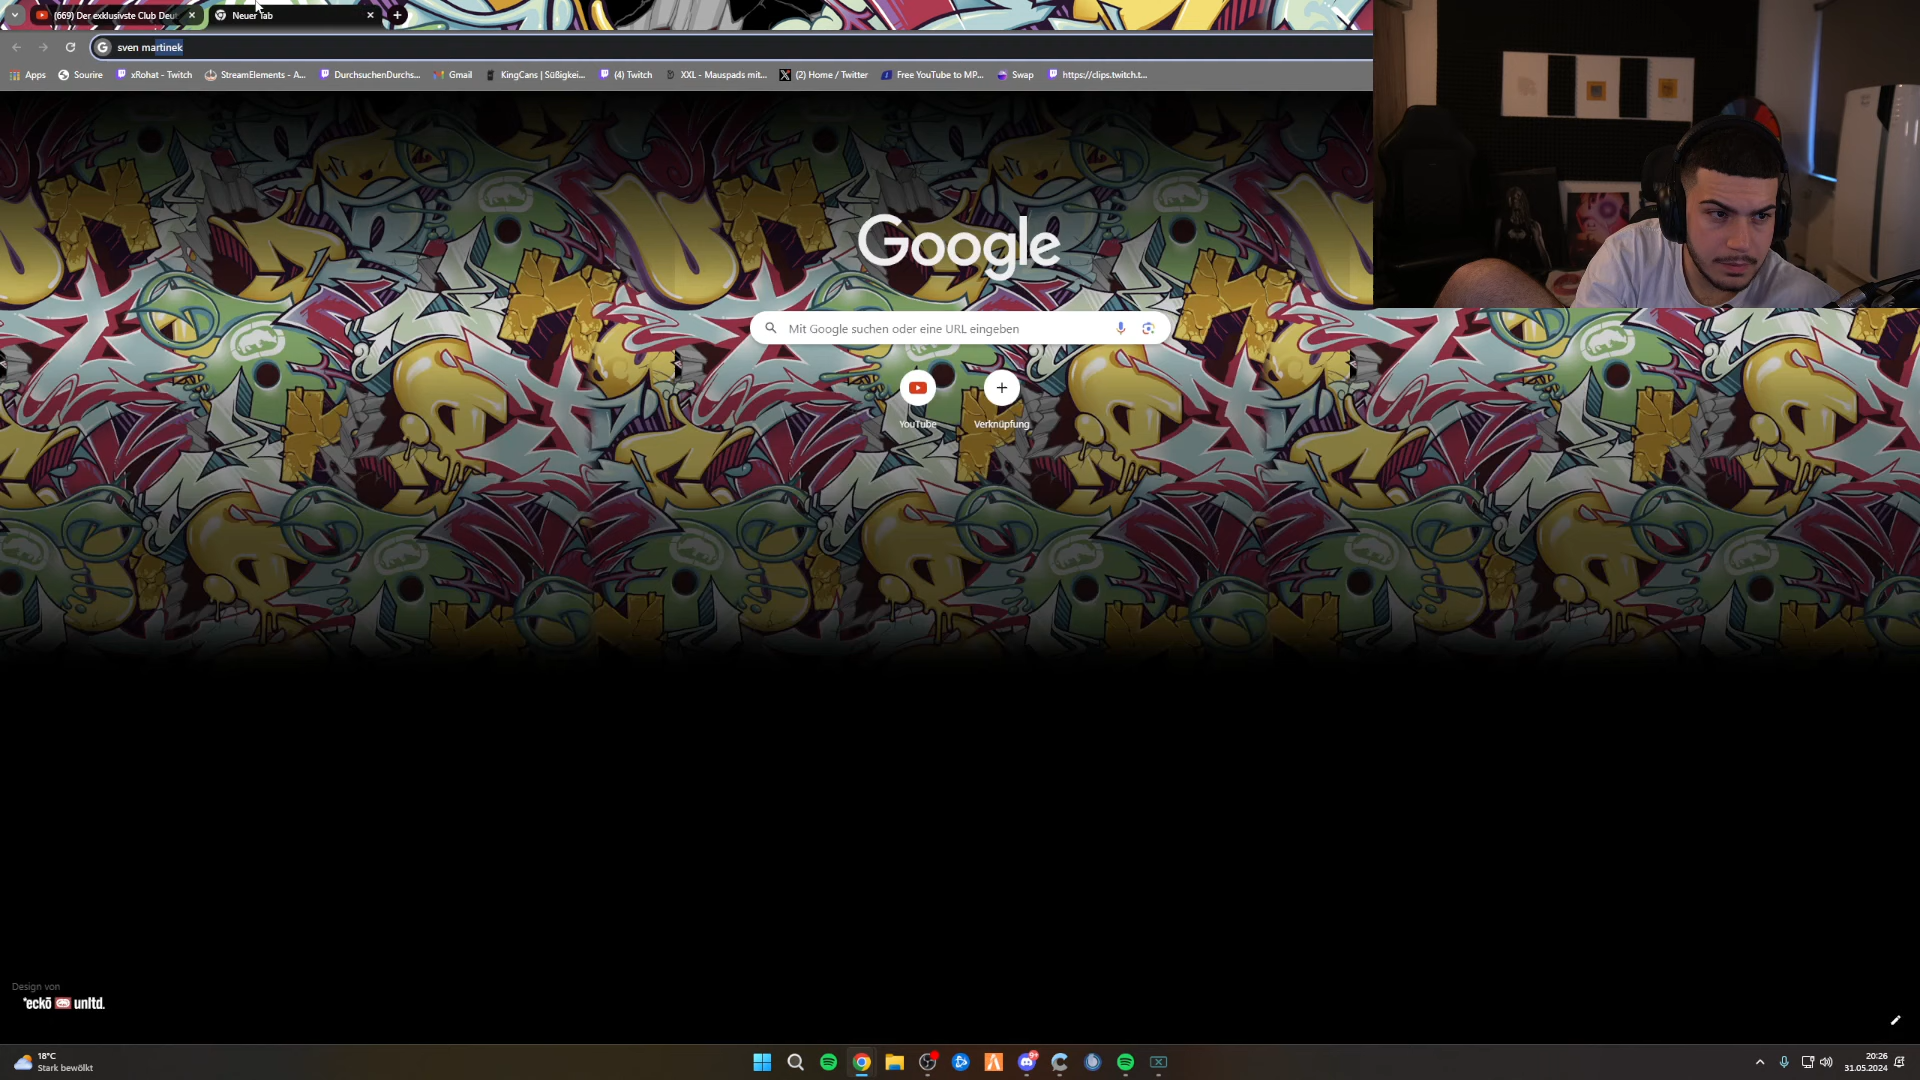 (669) Der exklusivste Club Deut
Neuer Tab
sven martinek
Apps
Sourire
xRohat - Twitch
StreamElements - A...
DurchsuchenDurchs...
Gmail
KingCans | Süßigkei...
(4) Twitch
XXL - Mauspads mit...
(2) Home / Twitter
Free YouTube to MP...
Swap
https://clips.twitch.t...
Google
Mit Google suchen oder eine URL eingeben
YouTube
Verknüpfung
Design von
*eckō unltd.
18°C
Stark bewölkt
20:26
31.05.2024